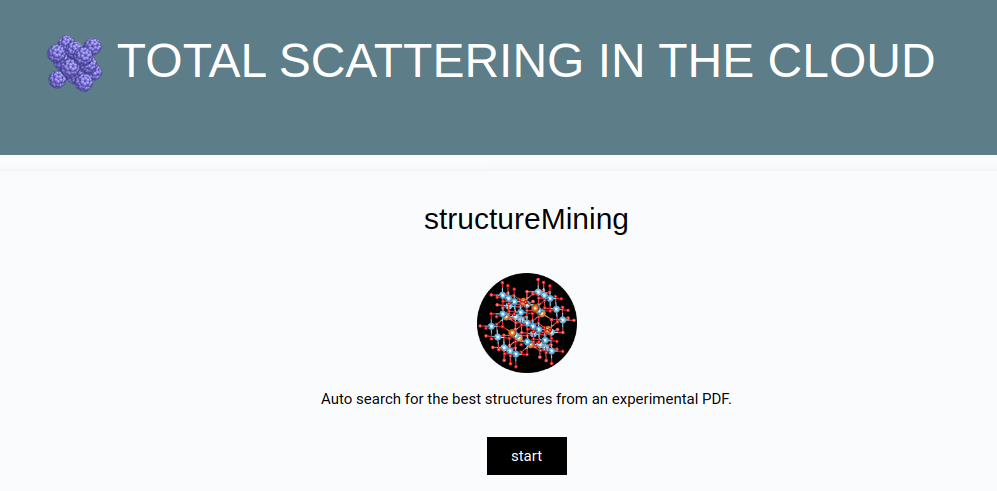 TOTAL SCATTERING IN THE CLOUD
structureMining
Auto search for the best structures from an experimental PDF.
start